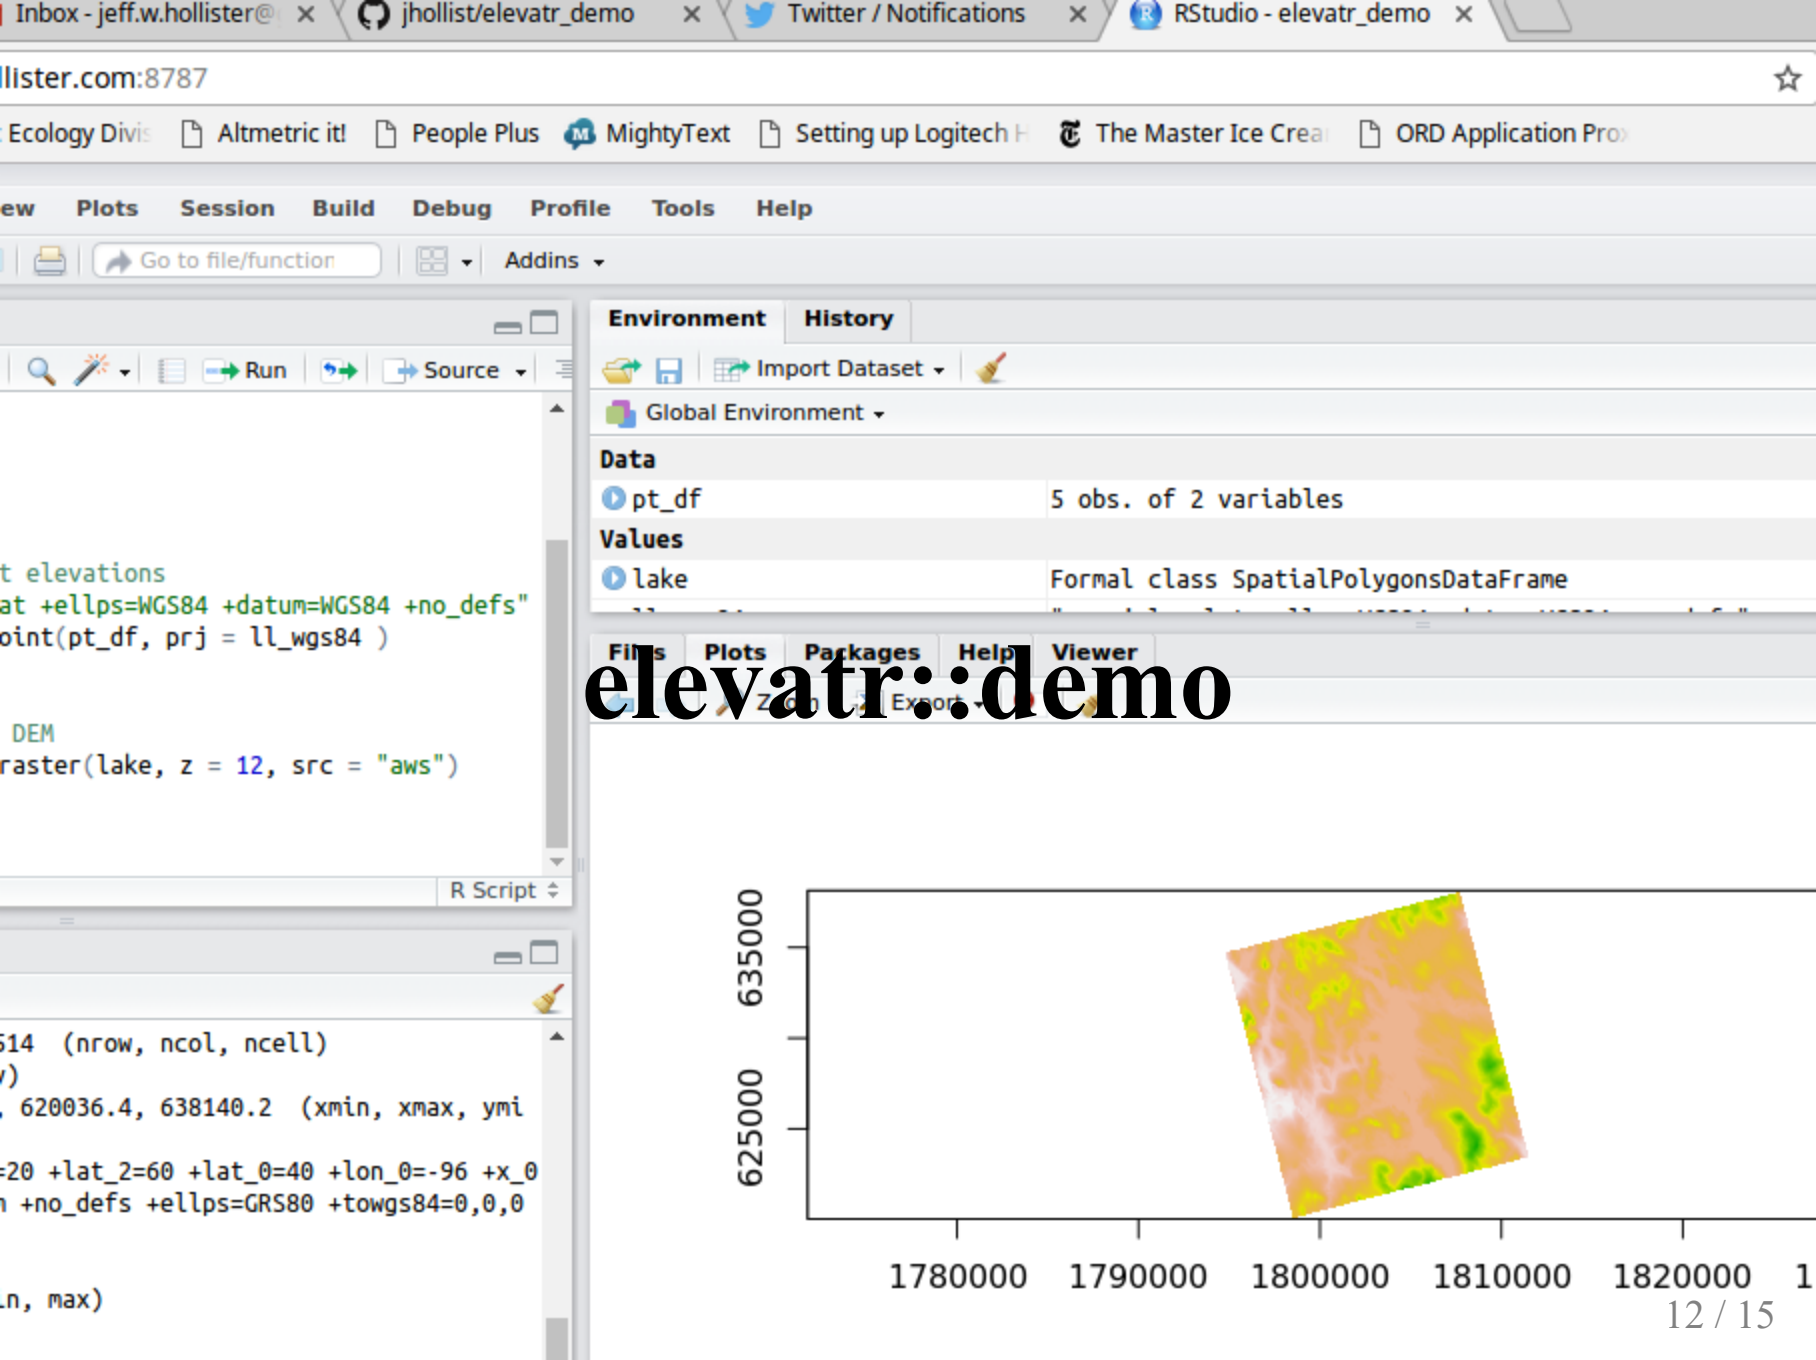 Inbox - jeff.w.hollister@
jhollist/elevatr_demo
Twitter / Notifications
RStudio - elevatr_demo
llister.com:8787
Ecology Divis
Altmetric it!
People Plus
MightyText
Setting up Logitech H
The Master Ice Crea
ORD Application Prox
ew Plots Session Build Debug Profile Tools Help
Go to file/function
Addins
Run
Source
t elevations
at +ellps=WGS84 +datum=WGS84 +no_defs"
oint(pt_df, prj = ll_wgs84 )
DEM
raster(lake, z = 12, src = "aws")
R Script
Environment History
Import Dataset
Global Environment
Data
pt_df 5 obs. of 2 variables
Values
lake Formal class SpatialPolygonsDataFrame
Files Plots Packages Help Viewer
Zoom Export
elevatr::demo
514 (nrow, ncol, ncell)
y)
, 620036.4, 638140.2 (xmin, xmax, ymi
=20 +lat_2=60 +lat_0=40 +lon_0=-96 +x_0
+no_defs +ellps=GRS80 +towgs84=0,0,0
in, max)
635000
625000
1780000 1790000 1800000 1810000 1820000 1
12 / 15